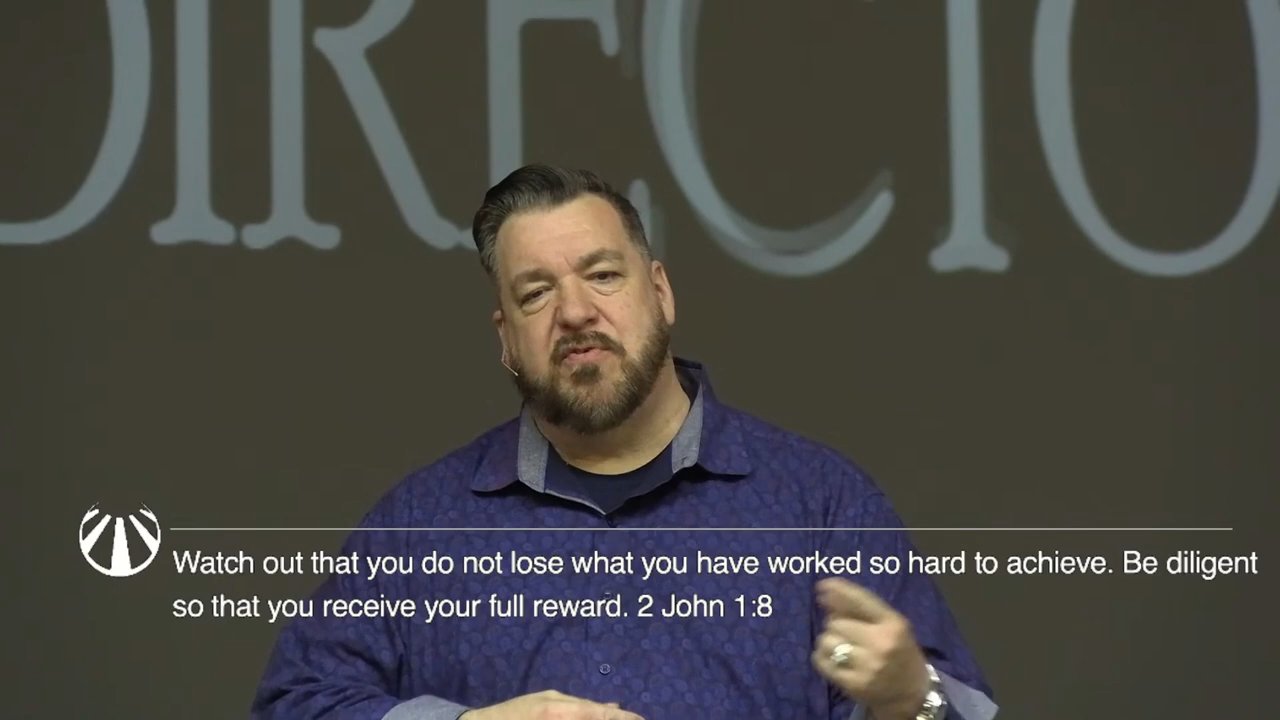 DIRECTO
Watch out that you do not lose what you have worked so hard to achieve. Be diligent
so that you receive your full reward. 2 John 1:8